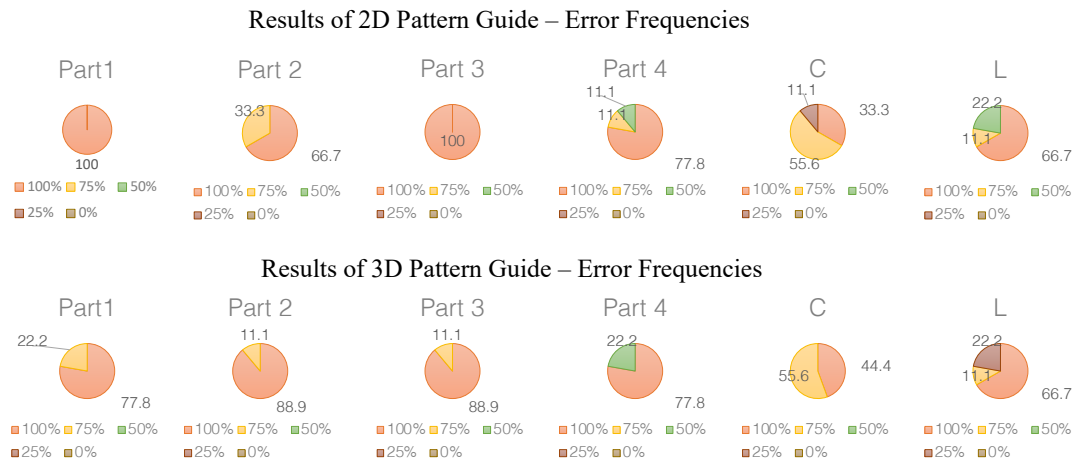 Results of 2D Pattern Guide – Error Frequencies
Part1 Part 2 Part 3 Part 4 C L
100
100% 75% 50%
25% 0%
33.3
66.7
100% 75% 50%
25% 0%
100
100% 75% 50%
25% 0%
11.1
11.1
77.8
100% 75% 50%
25% 0%
11.1
33.3
55.6
100% 75% 50%
25% 0%
22.2
11.1
66.7
100% 75% 50%
25% 0%
Results of 3D Pattern Guide – Error Frequencies
Part1 Part 2 Part 3 Part 4 C L
22.2
77.8
100% 75% 50%
25% 0%
11.1
88.9
100% 75% 50%
25% 0%
11.1
88.9
100% 75% 50%
25% 0%
22.2
77.8
100% 75% 50%
25% 0%
44.4
55.6
100% 75% 50%
25% 0%
22.2
11.1
66.7
100% 75% 50%
25% 0%